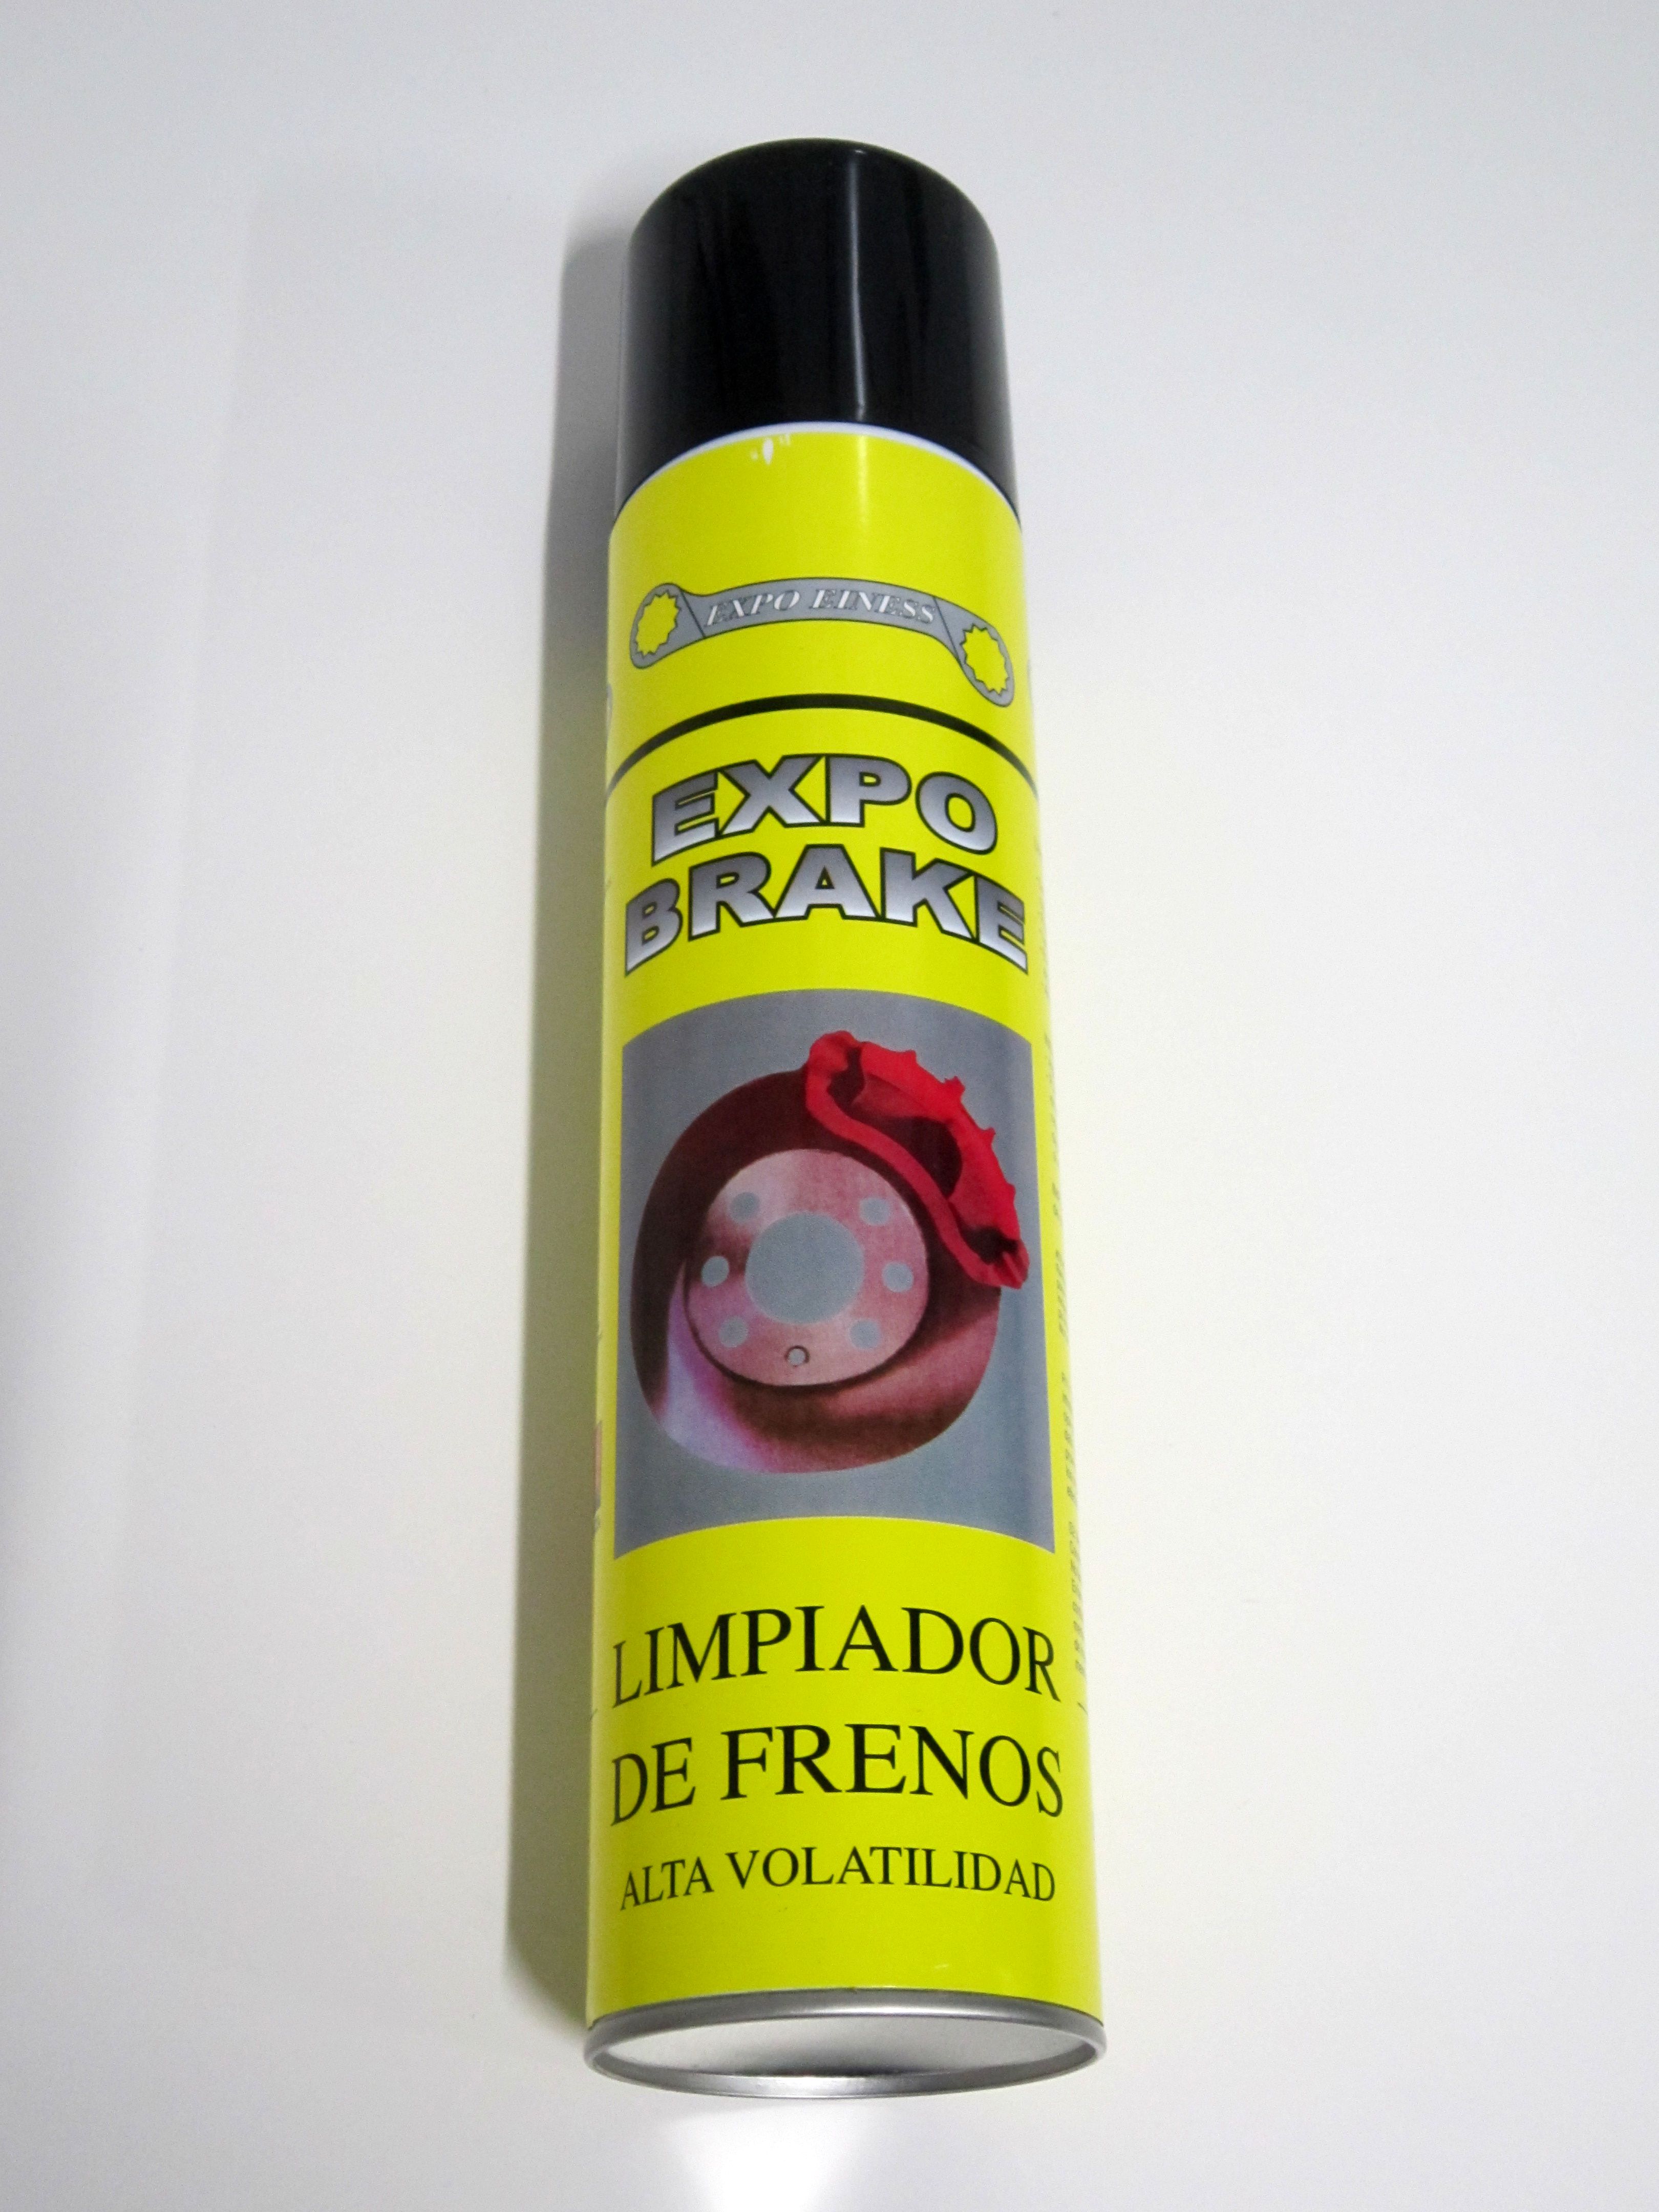 EXPO EINESS
EXPO
BRAKE
LIMPIADOR
DE FRENOS
ALTA VOLATILIDAD